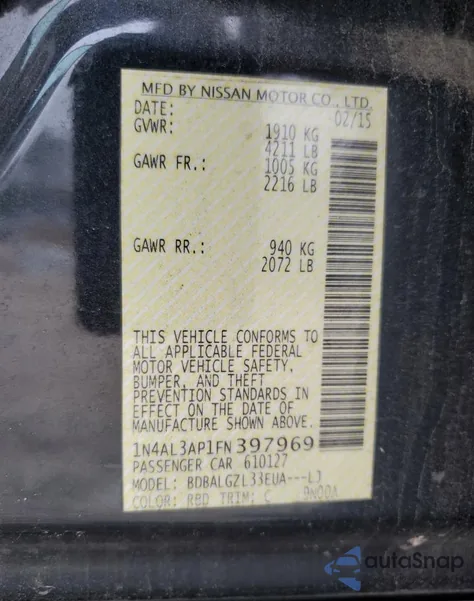 MFD BY NISSAN MOTOR CO., LTD.
DATE: 02/15
GVWR: 1910 KG
4211 LB
GAWR FR.: 1005 KG
2216 LB
GAWR RR.: 940 KG
2072 LB
THIS VEHICLE CONFORMS TO
ALL APPLICABLE FEDERAL
MOTOR VEHICLE SAFETY,
BUMPER, AND THEFT
PREVENTION STANDARDS IN
EFFECT ON THE DATE OF
MANUFACTURE SHOWN ABOVE.
1N4AL3AP1FN397969
PASSENGER CAR 610127
MODEL: BDBALGZL33EUA---LJ
COLOR: RBD TRIM: C
autoSnap